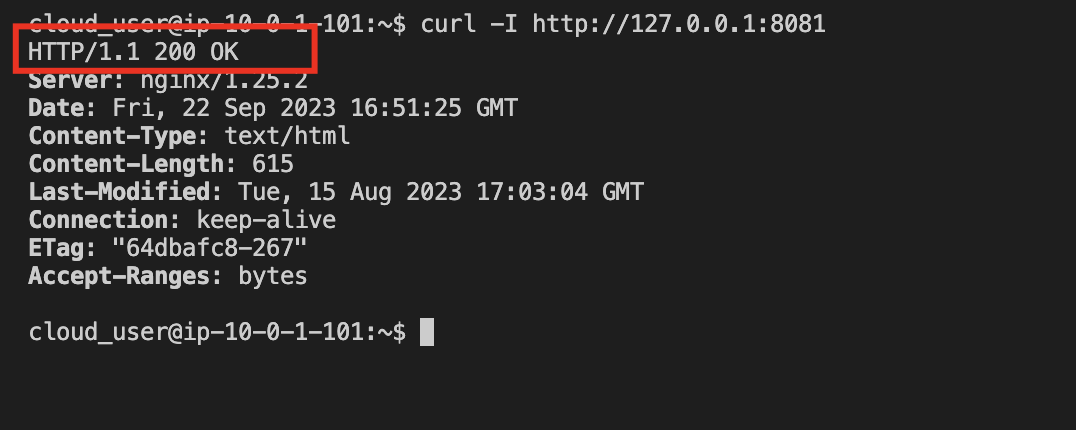 cloud_user@ip-10-0-1-101:~$ curl -I http://127.0.0.1:8081
HTTP/1.1 200 OK
Server: nginx/1.25.2
Date: Fri, 22 Sep 2023 16:51:25 GMT
Content-Type: text/html
Content-Length: 615
Last-Modified: Tue, 15 Aug 2023 17:03:04 GMT
Connection: keep-alive
ETag: "64dbafc8-267"
Accept-Ranges: bytes
cloud_user@ip-10-0-1-101:~$